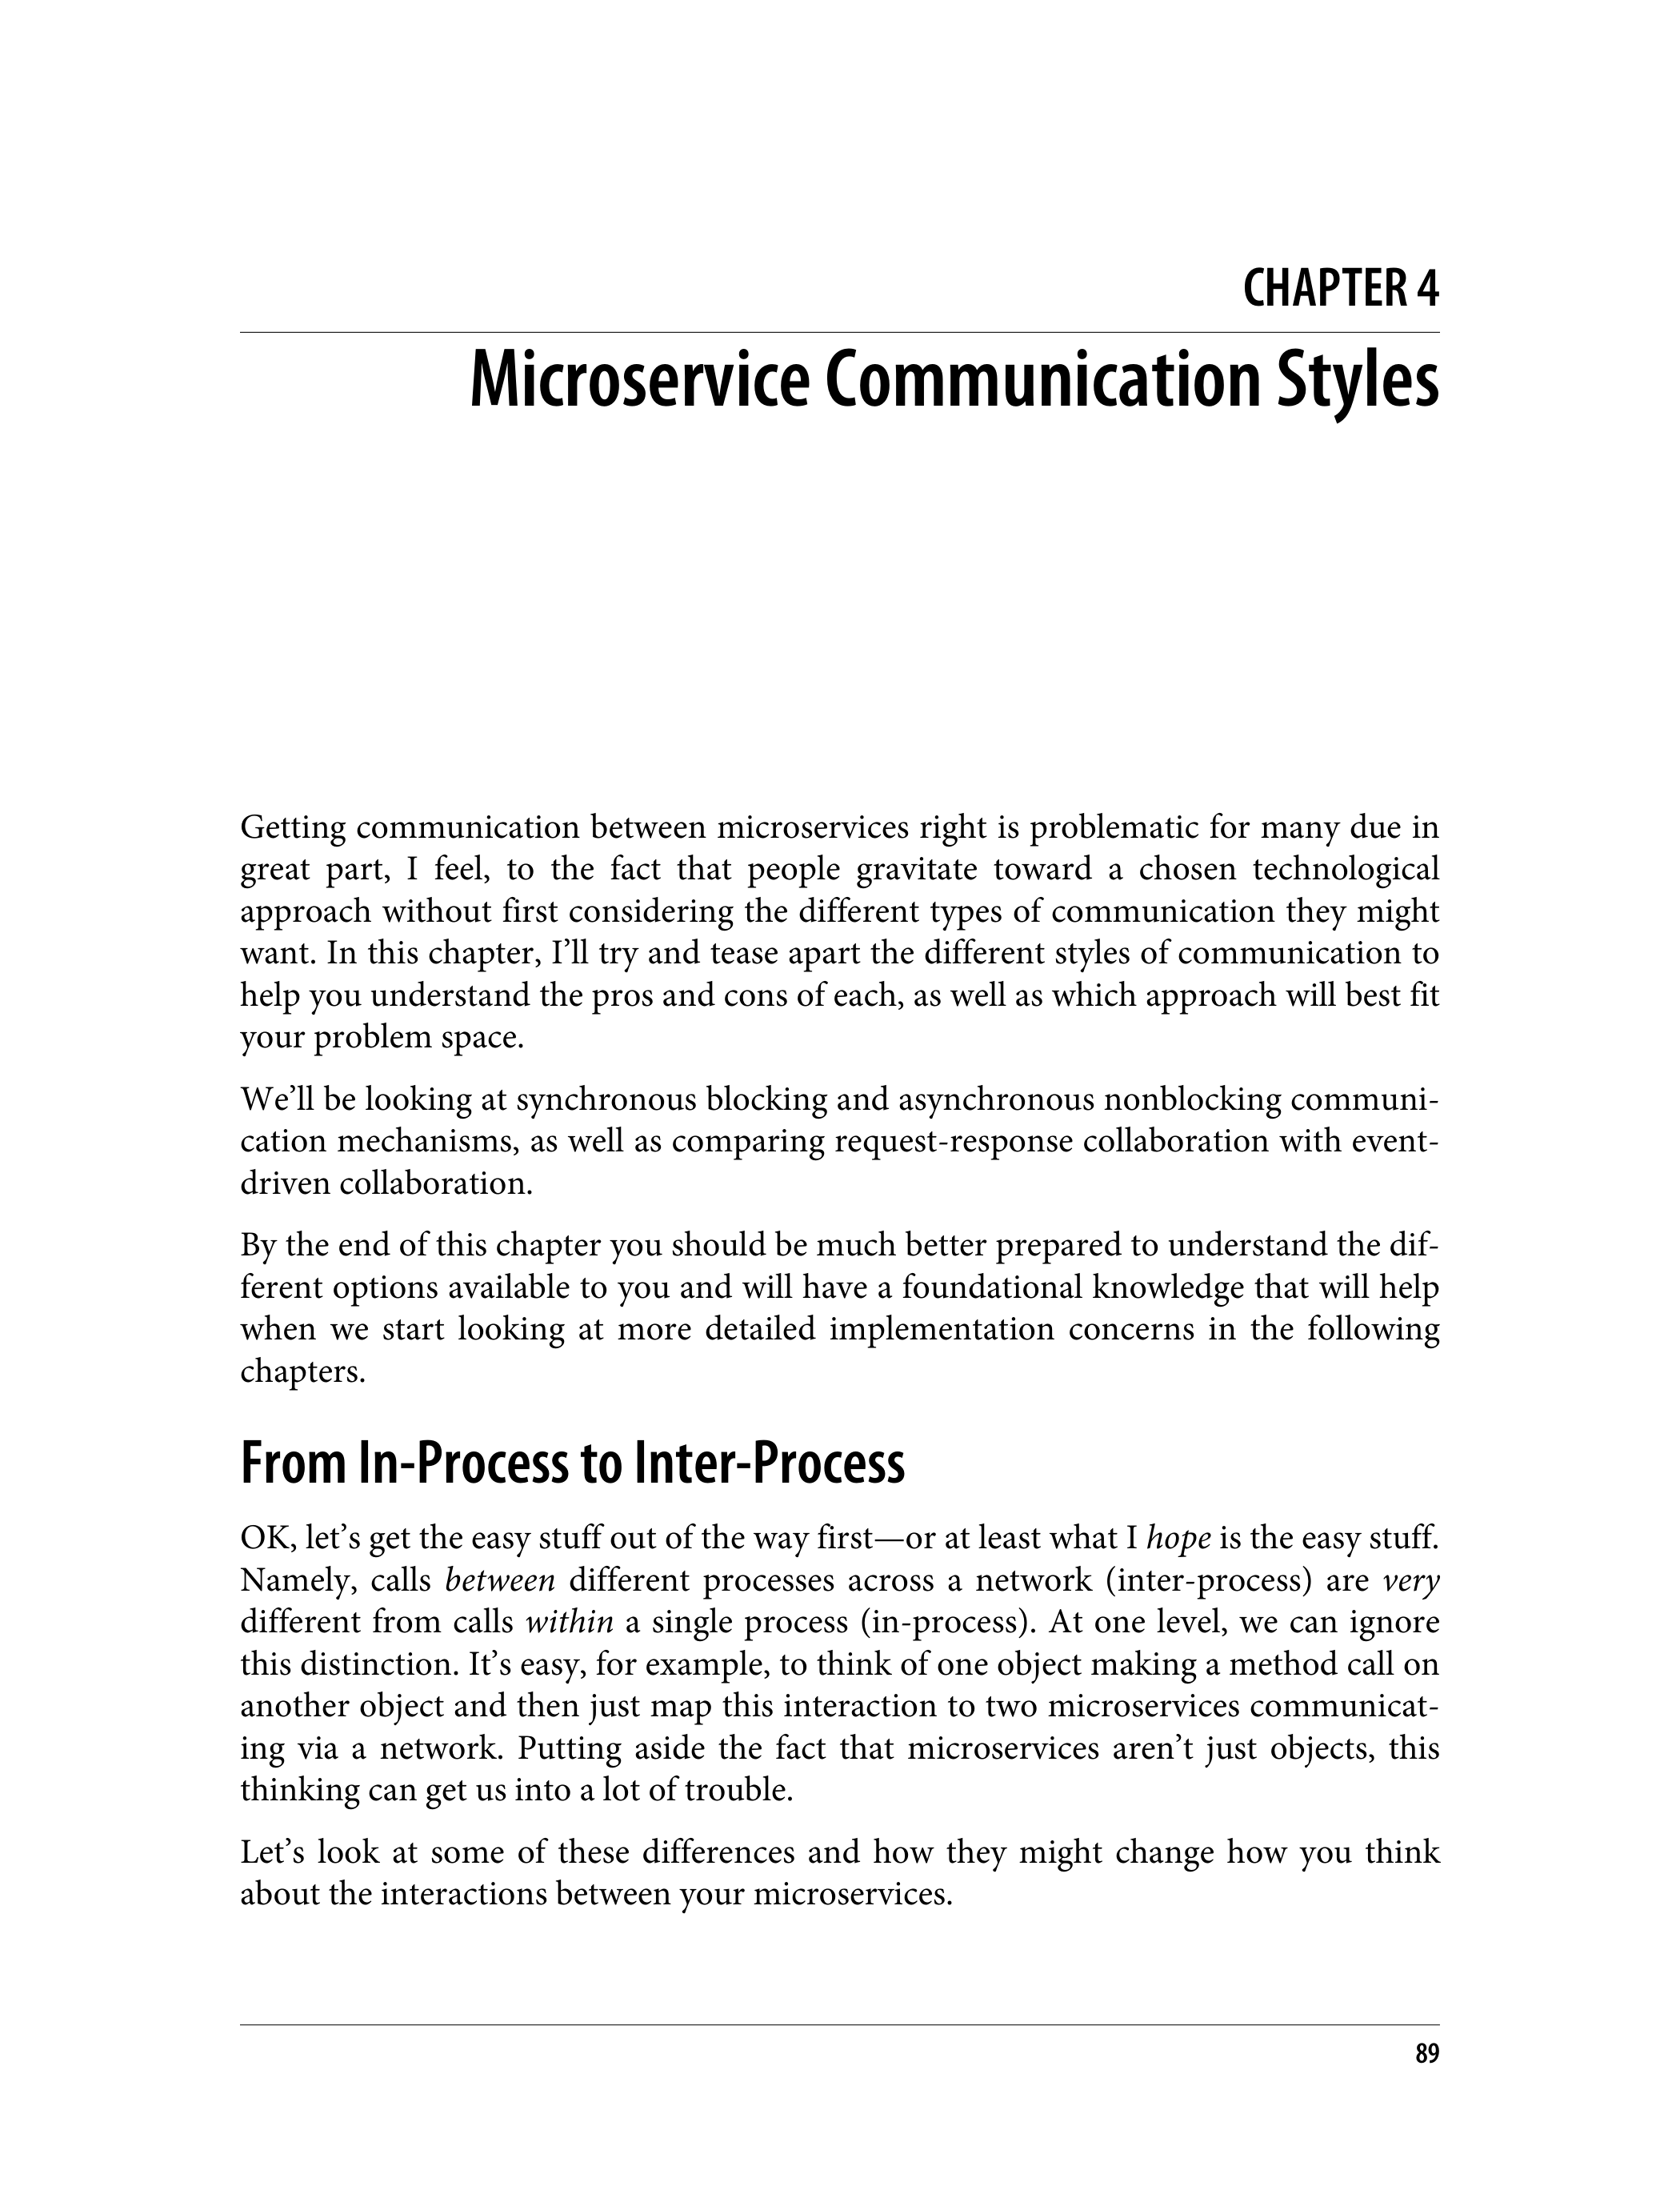 CHAPTER 4
Microservice Communication Styles
Getting communication between microservices right is problematic for many due in
great part, I feel, to the fact that people gravitate toward a chosen technological
approach without first considering the different types of communication they might
want. In this chapter, I’ll try and tease apart the different styles of communication to
help you understand the pros and cons of each, as well as which approach will best fit
your problem space.
We’ll be looking at synchronous blocking and asynchronous nonblocking communi-
cation mechanisms, as well as comparing request-response collaboration with event-
driven collaboration.
By the end of this chapter you should be much better prepared to understand the dif-
ferent options available to you and will have a foundational knowledge that will help
when we start looking at more detailed implementation concerns in the following
chapters.
From In-Process to Inter-Process
OK, let’s get the easy stuff out of the way first—or at least what I hope is the easy stuff.
Namely, calls between different processes across a network (inter-process) are very
different from calls within a single process (in-process). At one level, we can ignore
this distinction. It’s easy, for example, to think of one object making a method call on
another object and then just map this interaction to two microservices communicat-
ing via a network. Putting aside the fact that microservices aren’t just objects, this
thinking can get us into a lot of trouble.
Let’s look at some of these differences and how they might change how you think
about the interactions between your microservices.
89